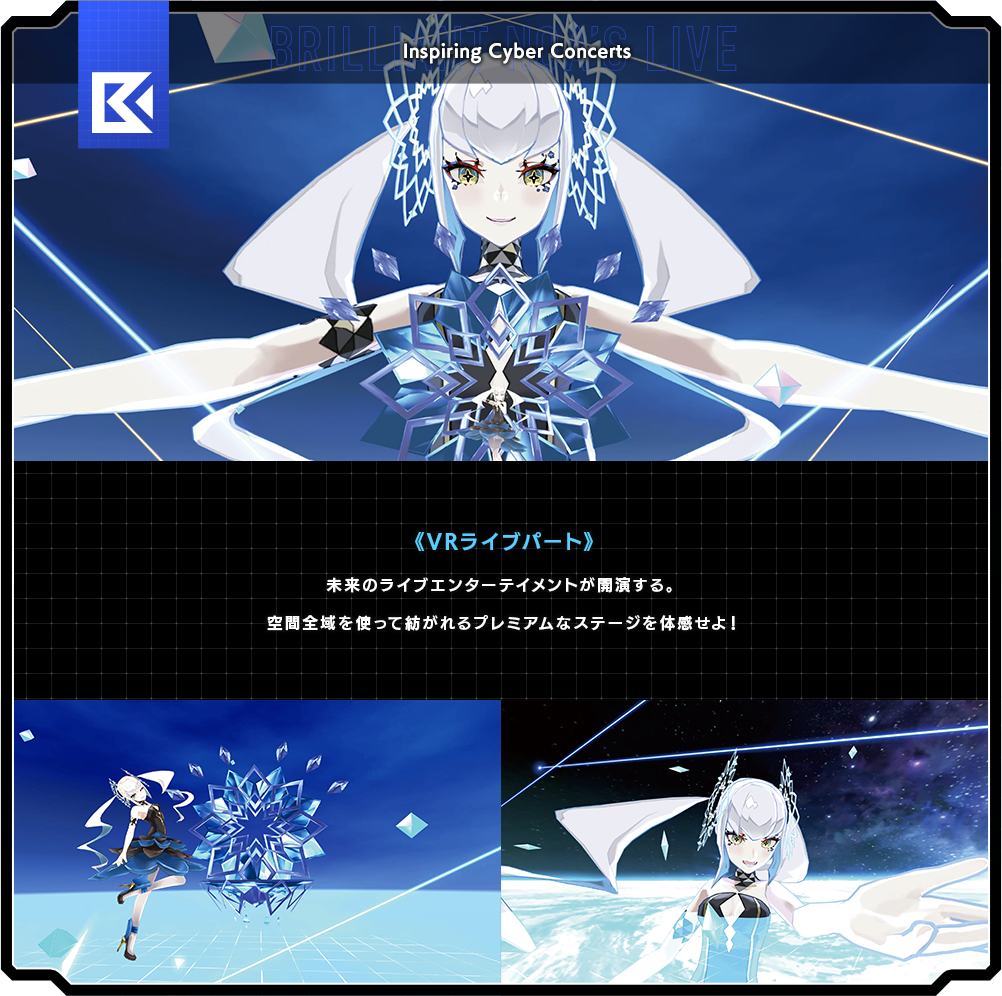 BRILLIANT NOA'S LIVE
Inspiring Cyber Concerts
《VRライブパート》
未来のライブエンターテイメントが開演する。
空間全域を使って紡がれるプレミアムなステージを体感せよ！